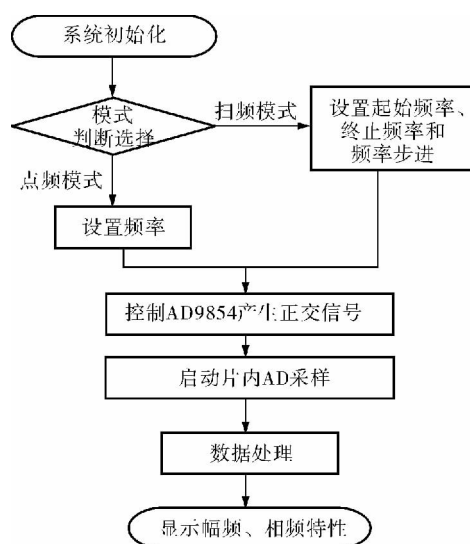 系统初始化
模式
判断选择
扫频模式
设置起始频率、
终止频率和
频率步进
点频模式
设置频率
控制AD9854产生正交信号
启动片内AD采样
数据处理
显示幅频、相频特性